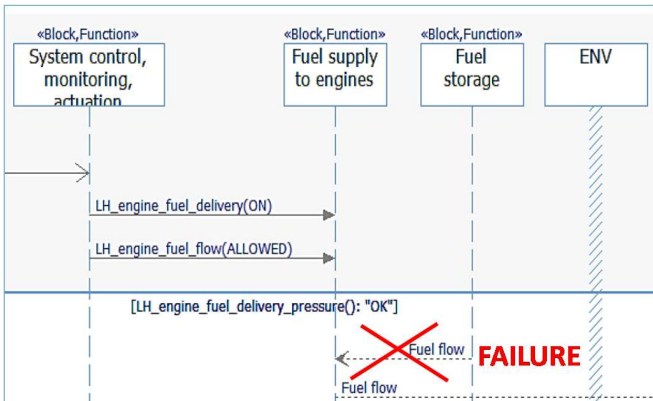 «Block,Function»
System control,
monitoring,
actuation
«Block,Function»
Fuel supply
to engines
«Block,Function»
Fuel
storage
ENV
LH_engine_fuel_delivery(ON)
LH_engine_fuel_flow(ALLOWED)
[LH_engine_fuel_delivery_pressure(): "OK"]
Fuel flow
FAILURE
Fuel flow